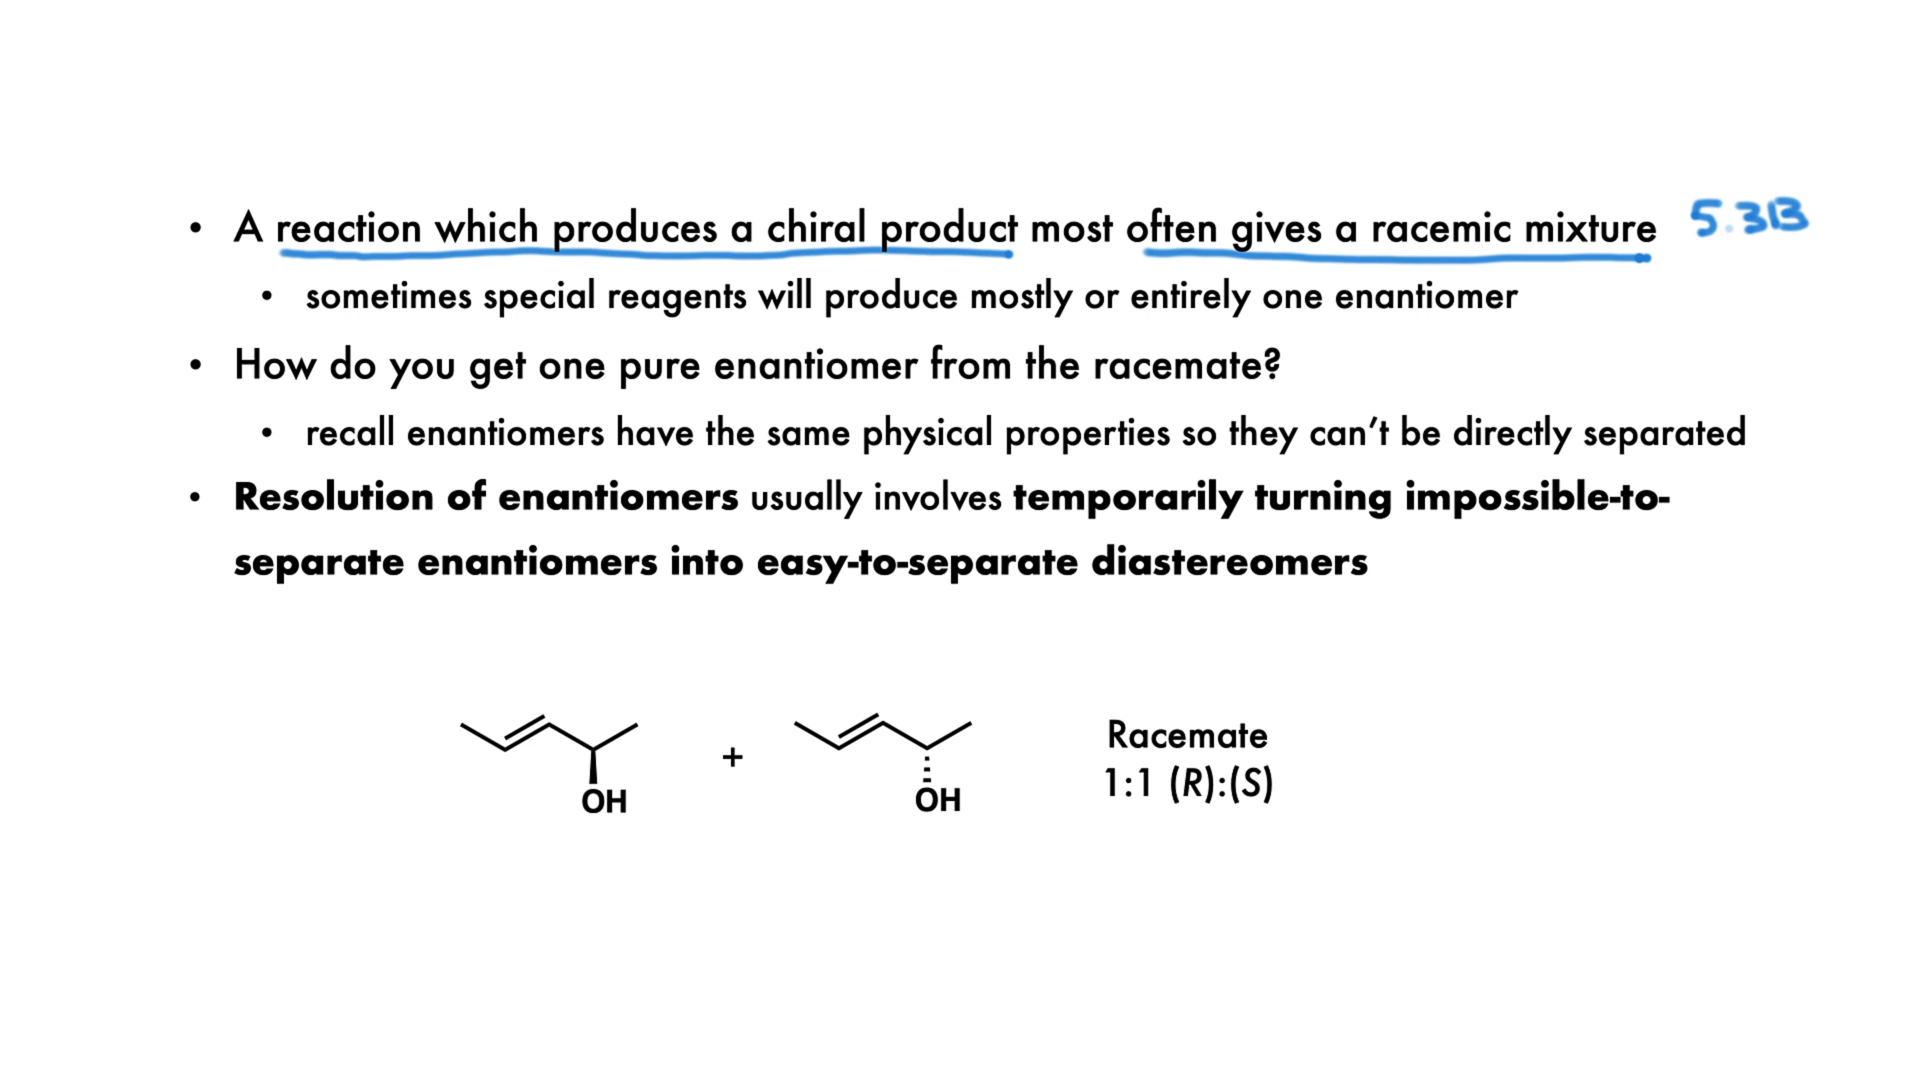 • A reaction which produces a chiral product most often gives a racemic mixture 5.3B
• sometimes special reagents will produce mostly or entirely one enantiomer
• How do you get one pure enantiomer from the racemate?
• recall enantiomers have the same physical properties so they can’t be directly separated
• Resolution of enantiomers usually involves temporarily turning impossible-to-
separate enantiomers into easy-to-separate diastereomers
Racemate
+
1:1 (R):(S)
OH OH